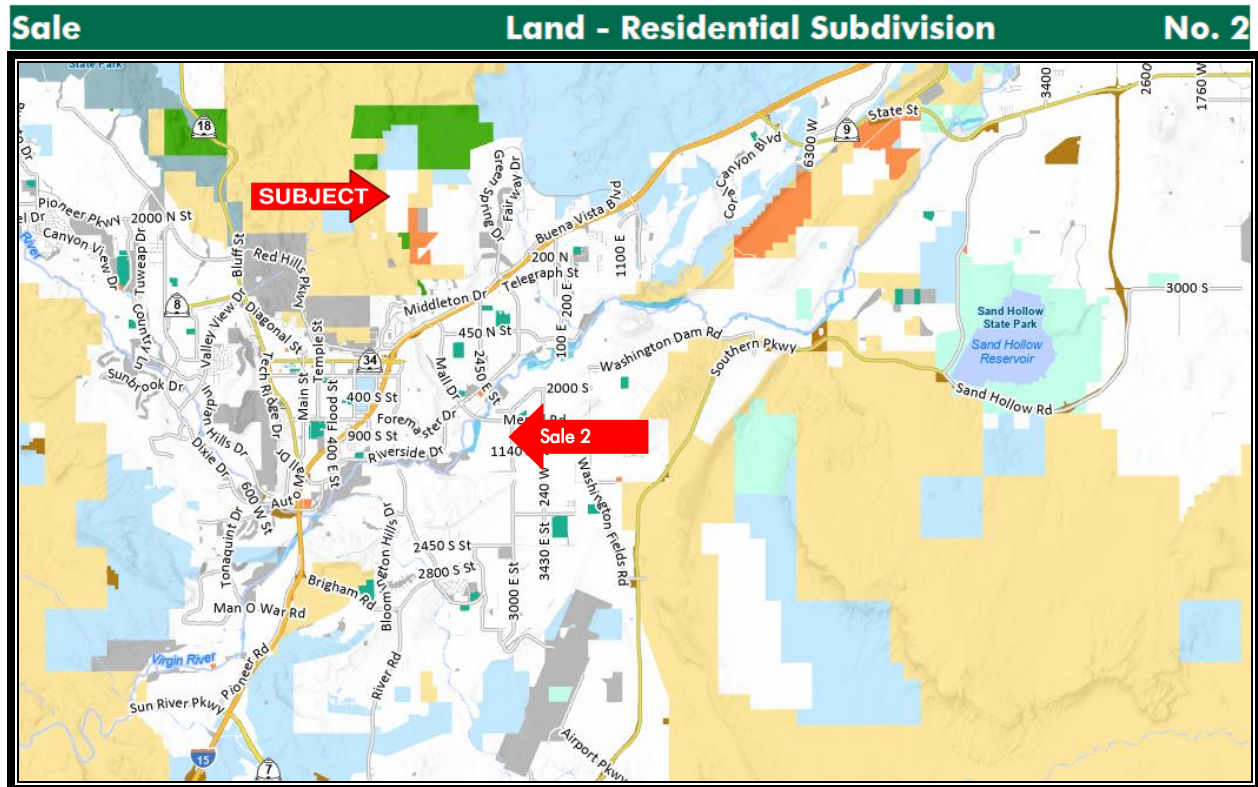 Sale Land - Residential Subdivision No. 2
State Park
18
3400
2600
1760 W
State St
9
6300 W
Canyon Blvd
Coral
Green Spring Dr
Fairway Dr
SUBJECT
Pioneer Pkwy
2000 N St
el Dr
Canyon View Dr
Tuweap Dr
River
Bluff St
Red Hills Pkwy
Buena Vista Blvd
1100 E
200 N
Telegraph St
Middleton Dr
200 E
100 E
450 N St
8
Country Ln
Valley View Dr
Diagonal St
Temple St
34
Main St
Tech Ridge Dr
Sunbrook Dr
Indian Hills Dr
Dixie Dr
Flood St
400 E St
400 S St
900 S St
Mall Dr
2450 E St
Foremaster Dr
Riverside Dr
2000 S
Washington Dam Rd
Southern Pkwy
3000 S
Sand Hollow
State Park
Sand Hollow
Reservoir
Sand Hollow Rd
Sale 2
1140
240 W
3430 E St
Washington Fields Rd
Auto Mall Dr
600 W St
Tonaquint Dr
Bloomington Hills Dr
2450 S St
2800 S St
3000 E St
Brigham Rd
Man O War Rd
Virgin River
Pioneer Rd
River Rd
Sun River Pkwy
15
7
Airport Pkwy